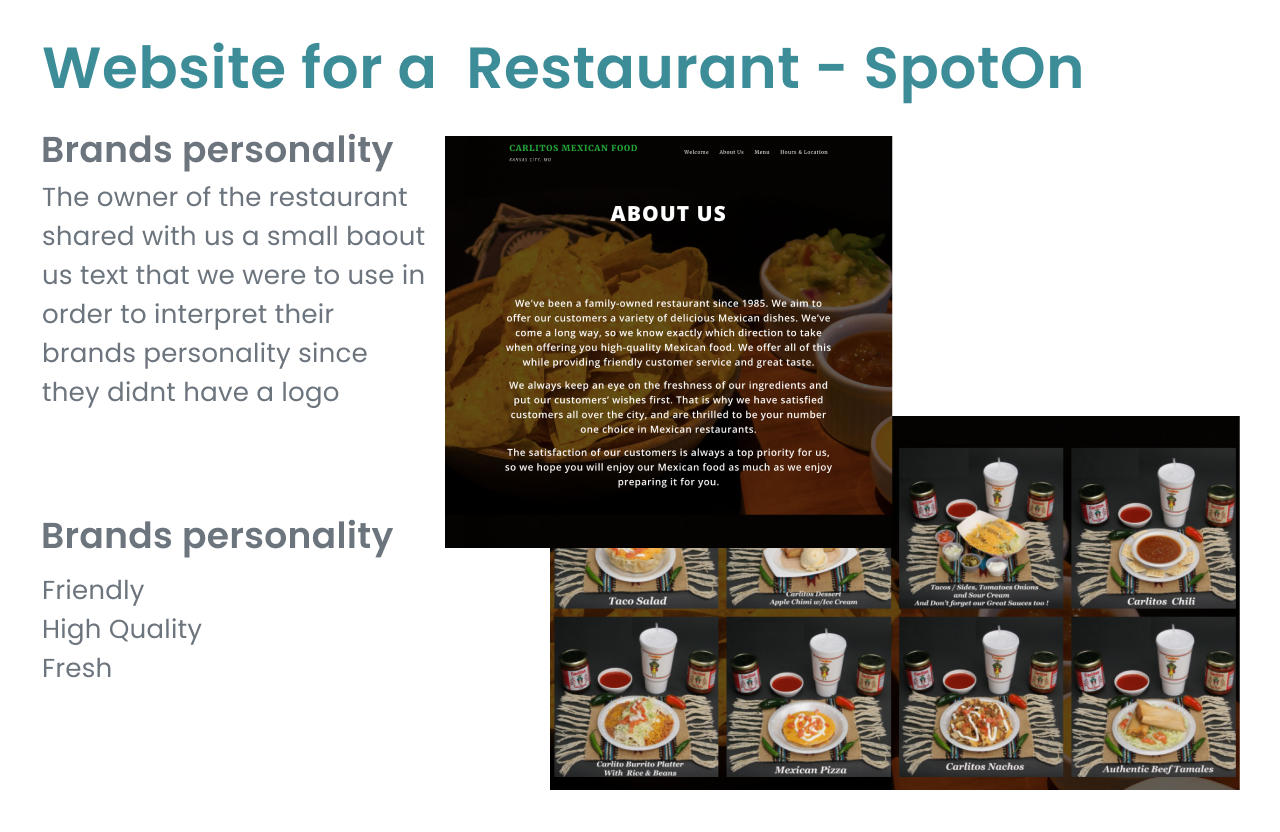 Website for a  Restaurant - SpotOn
Brands personality
The owner of the restaurant
shared with us a small baout
us text that we were to use in
order to interpret their
brands personality since
they didnt have a logo
Brands personality
Friendly
High Quality
Fresh
CARLITOS MEXICAN FOOD
KANSAS CITY, MO
Welcome About Us Menu Hours & Location
ABOUT US
We've been a family-owned restaurant since 1985. We aim to
offer our customers a variety of delicious Mexican dishes. We've
come a long way, so we know exactly which direction to take
when offering you high-quality Mexican food. We offer all of this
while providing friendly customer service and great taste.
We always keep an eye on the freshness of our ingredients and
put our customers' wishes first. That is why we have satisfied
customers all over the city, and are thrilled to be your number
one choice in Mexican restaurants.
The satisfaction of our customers is always a top priority for us,
so we hope you will enjoy our Mexican food as much as we enjoy
preparing it for you.
Taco Salad
Carlitos Dessert
Apple Chimi w/Ice Cream
Tacos / Sides, Tomatoes Onions
and Sour Cream
And Don't forget our Great Sauces too !
Carlitos  Chili
Carlito Burrito Platter
With  Rice & Beans
Mexican Pizza
Carlitos Nachos
Authentic Beef Tamales